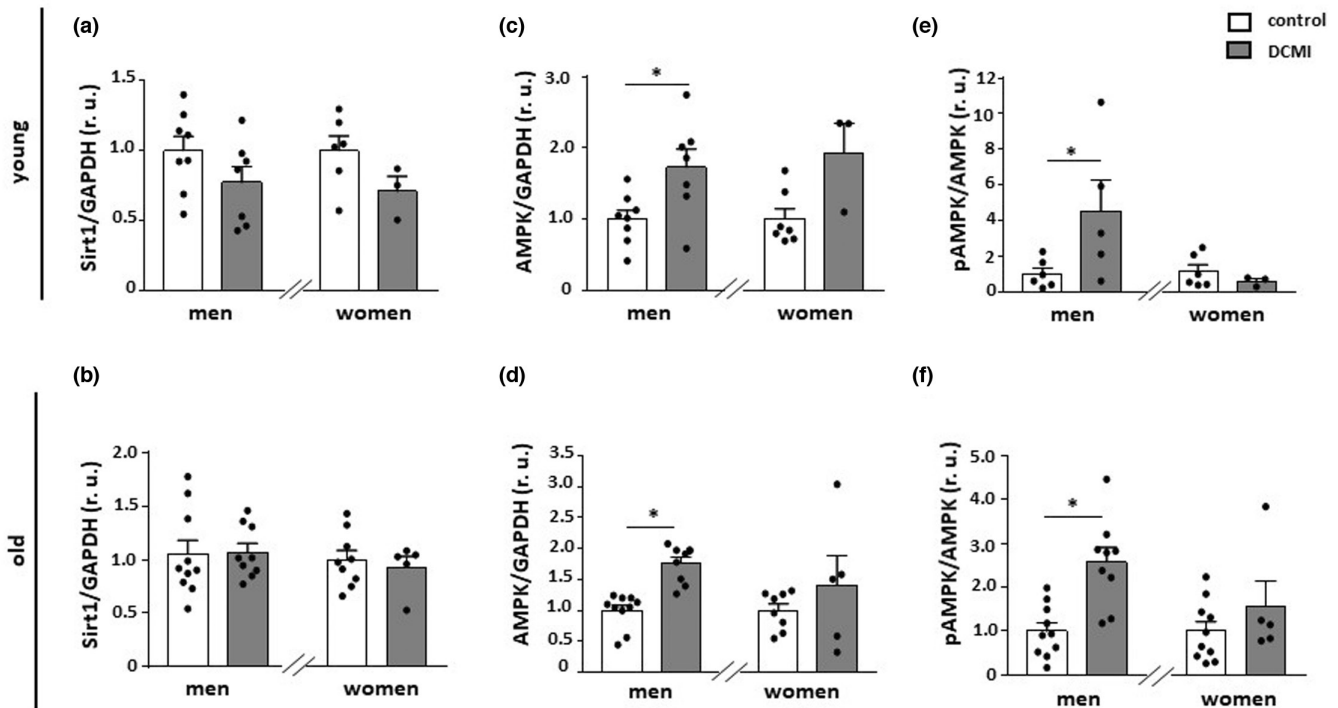 (a)
(c)
(e)
control
DCMI
young
Sirt1/GAPDH (r. u.)
1.5
1.0
0.5
0
men
women
AMPK/GAPDH (r. u.)
3.0
2.0
1.0
0
*
men
women
pAMPK/AMPK (r. u.)
12
10
8
6
4
2
0
*
men
women
(b)
(d)
(f)
old
Sirt1/GAPDH (r. u.)
2.0
1.5
1.0
0.5
0
men
women
AMPK/GAPDH (r. u.)
3.5
3.0
2.5
2.0
1.5
1.0
0.5
0
*
men
women
pAMPK/AMPK (r. u.)
5.0
4.0
3.0
2.0
1.0
0
*
men
women